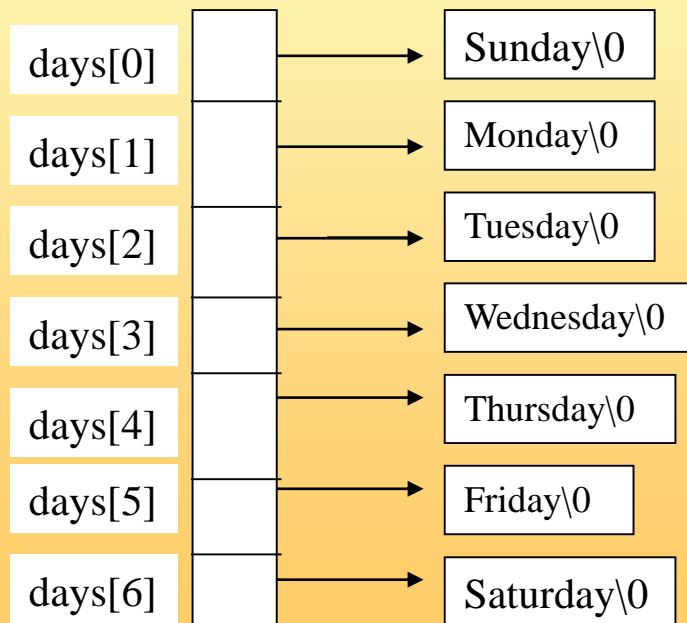 days[0] Sunday\0
days[1] Monday\0
days[2] Tuesday\0
days[3] Wednesday\0
days[4] Thursday\0
days[5] Friday\0
days[6] Saturday\0